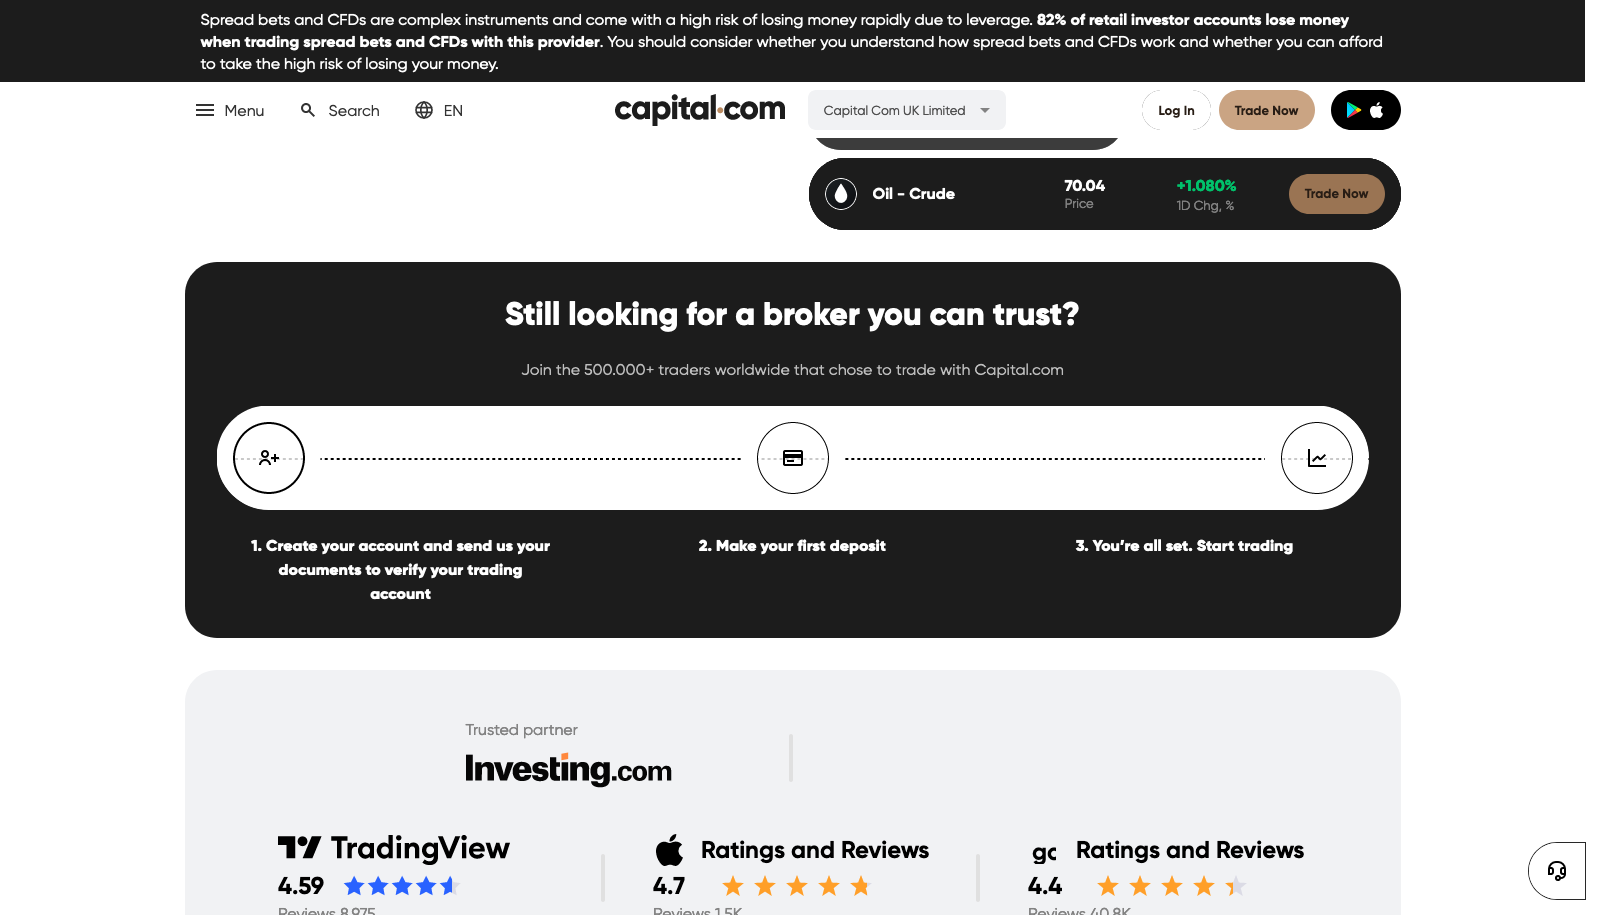 Spread bets and CFDs are complex instruments and come with a high risk of losing money rapidly due to leverage. 82% of retail investor accounts lose money
when trading spread bets and CFDs with this provider. You should consider whether you understand how spread bets and CFDs work and whether you can afford
to take the high risk of losing your money.
Menu Search EN capital.com Capital Com UK Limited Log In Trade Now
Oil - Crude 70.04 +1.080% Trade Now
Price 1D Chg, %
Still looking for a broker you can trust?
Join the 500.000+ traders worldwide that chose to trade with Capital.com
1. Create your account and send us your
documents to verify your trading
account
2. Make your first deposit
3. You're all set. Start trading
Trusted partner
Investing.com
TradingView
4.59
Reviews 8,975
Ratings and Reviews
4.7
Reviews 1.5K
Ratings and Reviews
4.4
Reviews 40.8K